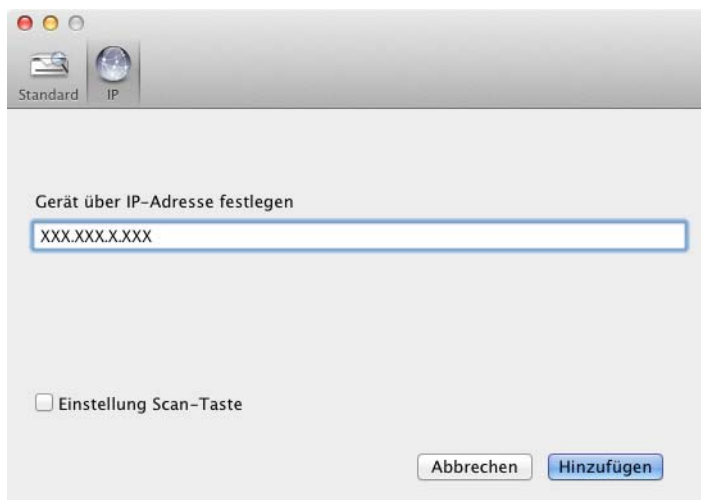 Standard IP
Gerät über IP-Adresse festlegen
XXX.XXX.X.XXX
Einstellung Scan-Taste
Abbrechen Hinzufügen